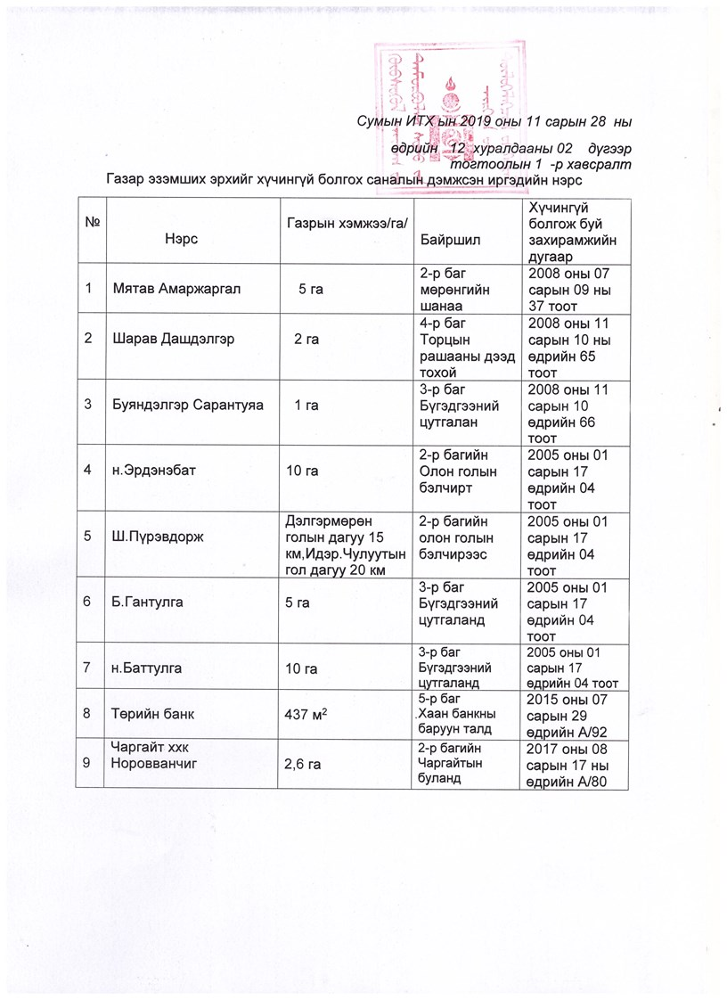 Сумын ИТХ ын 2019 оны 11 сарын 28 ны
өдрийн 12 хуралдааны 02 дугээр
тогтоолын 1 -р хавсралт
Газар эзэмших эрхийг хүчингүй болгох саналын дэмжсэн иргэдийн нэрс
№
Нэрс
Газрын хэмжээ/га/
Байршил
Хүчингүй
болгож буй
захирамжийн
дугаар
1
Мятав Амаржаргал
5 га
2-р баг
мөрөнгийн
шанаа
2008 оны 07
сарын 09 ны
37 тоот
2
Шарав Дашдэлгэр
2 га
4-р баг
Торцын
рашааны дээд
тохой
2008 оны 11
сарын 10 ны
өдрийн 65
тоот
3
Буяндэлгэр Сарантуяа
1 га
3-р баг
Бүгэдгээний
цутгалан
2008 оны 11
сарын 10
өдрийн 66
тоот
4
н.Эрдэнэбат
10 га
2-р багийн
Олон голын
бэлчирт
2005 оны 01
сарын 17
өдрийн 04
тоот
5
Ш.Пүрэвдорж
Дэлгэрмөрөн
голын дагуу 15
км,Идэр.Чулуутын
гол дагуу 20 км
2-р багийн
олон голын
бэлчирээс
2005 оны 01
сарын 17
өдрийн 04
тоот
6
Б.Гантулга
5 га
3-р баг
Бүгэдгээний
цутгаланд
2005 оны 01
сарын 17
өдрийн 04
тоот
7
н.Баттулга
10 га
3-р баг
Бүгэдгээний
цутгаланд
2005 оны 01
сарын 17
өдрийн 04 тоот
8
Төрийн банк
437 м²
5-р баг
.Хаан банкны
баруун талд
2015 оны 07
сарын 29
өдрийн А/92
9
Чаргайт ххк
Норовванчиг
2,6 га
2-р багийн
Чаргайтын
буланд
2017 оны 08
сарын 17 ны
өдрийн А/80